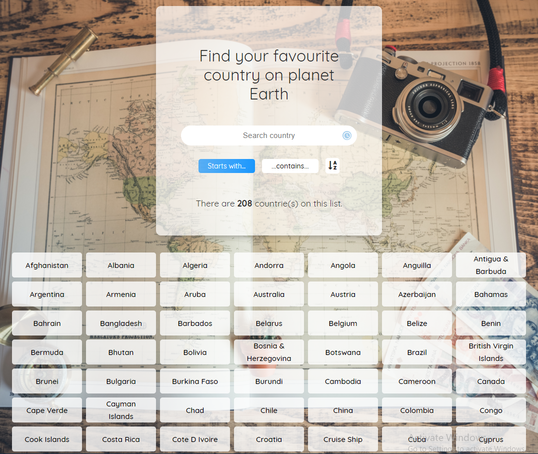 Find your favourite
country on planet
Earth
PROJECTION 1858
Search country
Starts with...
...contains...
There are 208 countrie(s) on this list.
Afghanistan Albania Algeria Andorra Angola Anguilla Antigua &
Barbuda
Argentina Armenia Aruba Australia Austria Azerbaijan Bahamas
Bahrain Bangladesh Barbados Belarus Belgium Belize Benin
Bermuda Bhutan Bolivia Bosnia &
Herzegovina Botswana Brazil British Virgin
Islands
Brunei Bulgaria Burkina Faso Burundi Cambodia Cameroon Canada
Cape Verde Cayman
Islands Chad Chile China Colombia Congo
Cook Islands Costa Rica Cote D Ivoire Croatia Cruise Ship Cuba Cyprus
Activate Windows
Go to Settings to activate Windows.